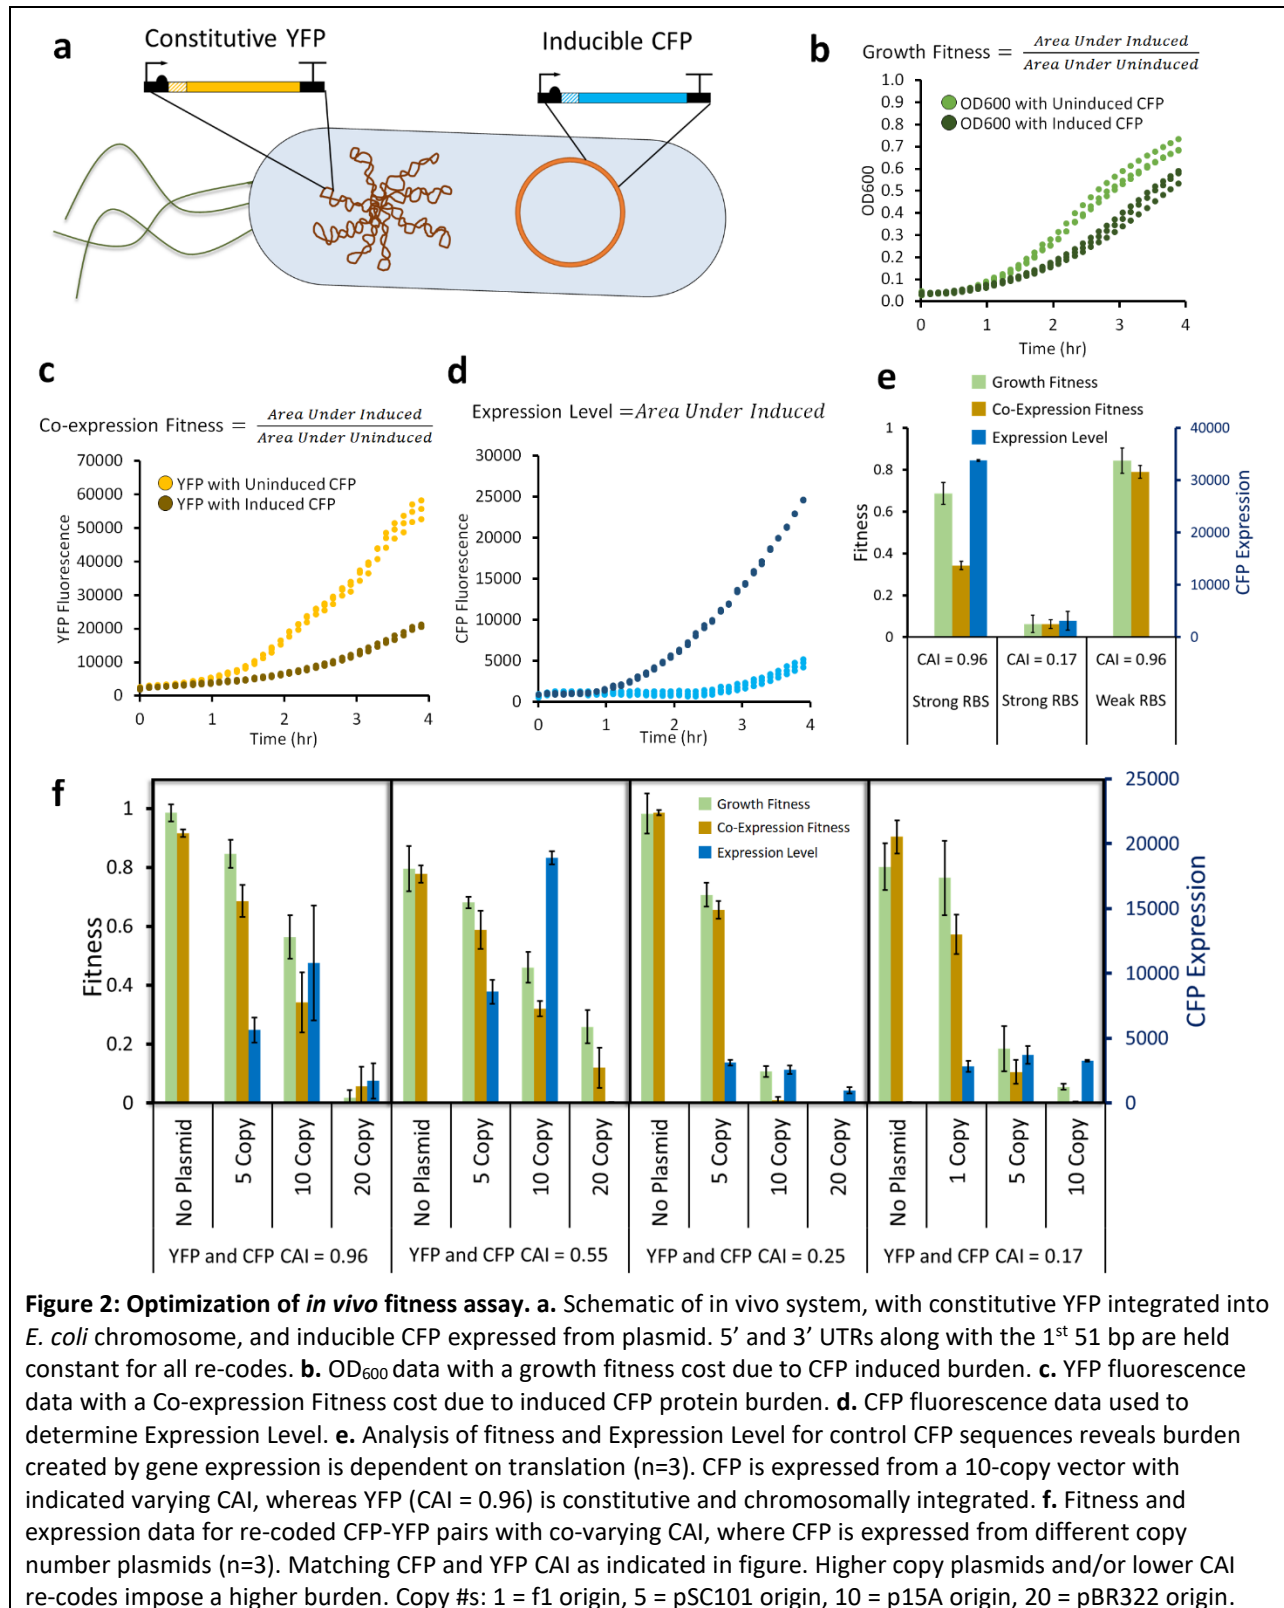 a
Constitutive YFP
Inducible CFP
b
Growth Fitness = Area Under Induced
Area Under Uninduced
1.0
0.9
0.8
0.7
0.6
0.5
0.4
0.3
0.2
0.1
0.0
OD600
OD600 with Uninduced CFP
OD600 with Induced CFP
0 1 2 3 4
Time (hr)
c
Co-expression Fitness = Area Under Induced
Area Under Uninduced
70000
60000
50000
40000
30000
20000
10000
0
YFP Fluorescence
YFP with Uninduced CFP
YFP with Induced CFP
0 1 2 3 4
Time (hr)
d
Expression Level =Area Under Induced
30000
25000
20000
15000
10000
5000
0
CFP Fluorescence
0 1 2 3 4
Time (hr)
e
Growth Fitness
Co-Expression Fitness
Expression Level
1
0.8
0.6
0.4
0.2
0
Fitness
40000
30000
20000
10000
0
CFP Expression
CAI = 0.96 CAI = 0.17 CAI = 0.96
Strong RBS Strong RBS Weak RBS
f
Growth Fitness
Co-Expression Fitness
Expression Level
1
0.8
0.6
0.4
0.2
0
Fitness
25000
20000
15000
10000
5000
0
CFP Expression
No Plasmid 5 Copy 10 Copy 20 Copy No Plasmid 5 Copy 10 Copy 20 Copy No Plasmid 5 Copy 10 Copy 20 Copy No Plasmid 1 Copy 5 Copy 10 Copy
YFP and CFP CAI = 0.96 YFP and CFP CAI = 0.55 YFP and CFP CAI = 0.25 YFP and CFP CAI = 0.17
Figure 2: Optimization of in vivo fitness assay. a. Schematic of in vivo system, with constitutive YFP integrated into
E. coli chromosome, and inducible CFP expressed from plasmid. 5’ and 3’ UTRs along with the 1st 51 bp are held
constant for all re-codes. b. OD600 data with a growth fitness cost due to CFP induced burden. c. YFP fluorescence
data with a Co-expression Fitness cost due to induced CFP protein burden. d. CFP fluorescence data used to
determine Expression Level. e. Analysis of fitness and Expression Level for control CFP sequences reveals burden
created by gene expression is dependent on translation (n=3). CFP is expressed from a 10-copy vector with
indicated varying CAI, whereas YFP (CAI = 0.96) is constitutive and chromosomally integrated. f. Fitness and
expression data for re-coded CFP-YFP pairs with co-varying CAI, where CFP is expressed from different copy
number plasmids (n=3). Matching CFP and YFP CAI as indicated in figure. Higher copy plasmids and/or lower CAI
re-codes impose a higher burden. Copy #s: 1 = f1 origin, 5 = pSC101 origin, 10 = p15A origin, 20 = pBR322 origin.